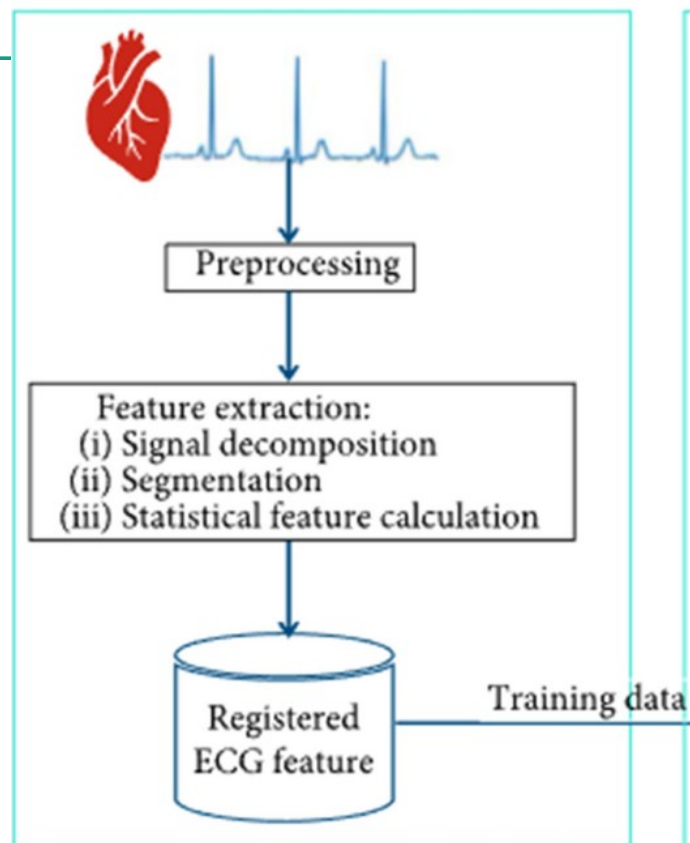 Preprocessing
Feature extraction:
(i) Signal decomposition
(ii) Segmentation
(iii) Statistical feature calculation
Registered
ECG feature
Training data